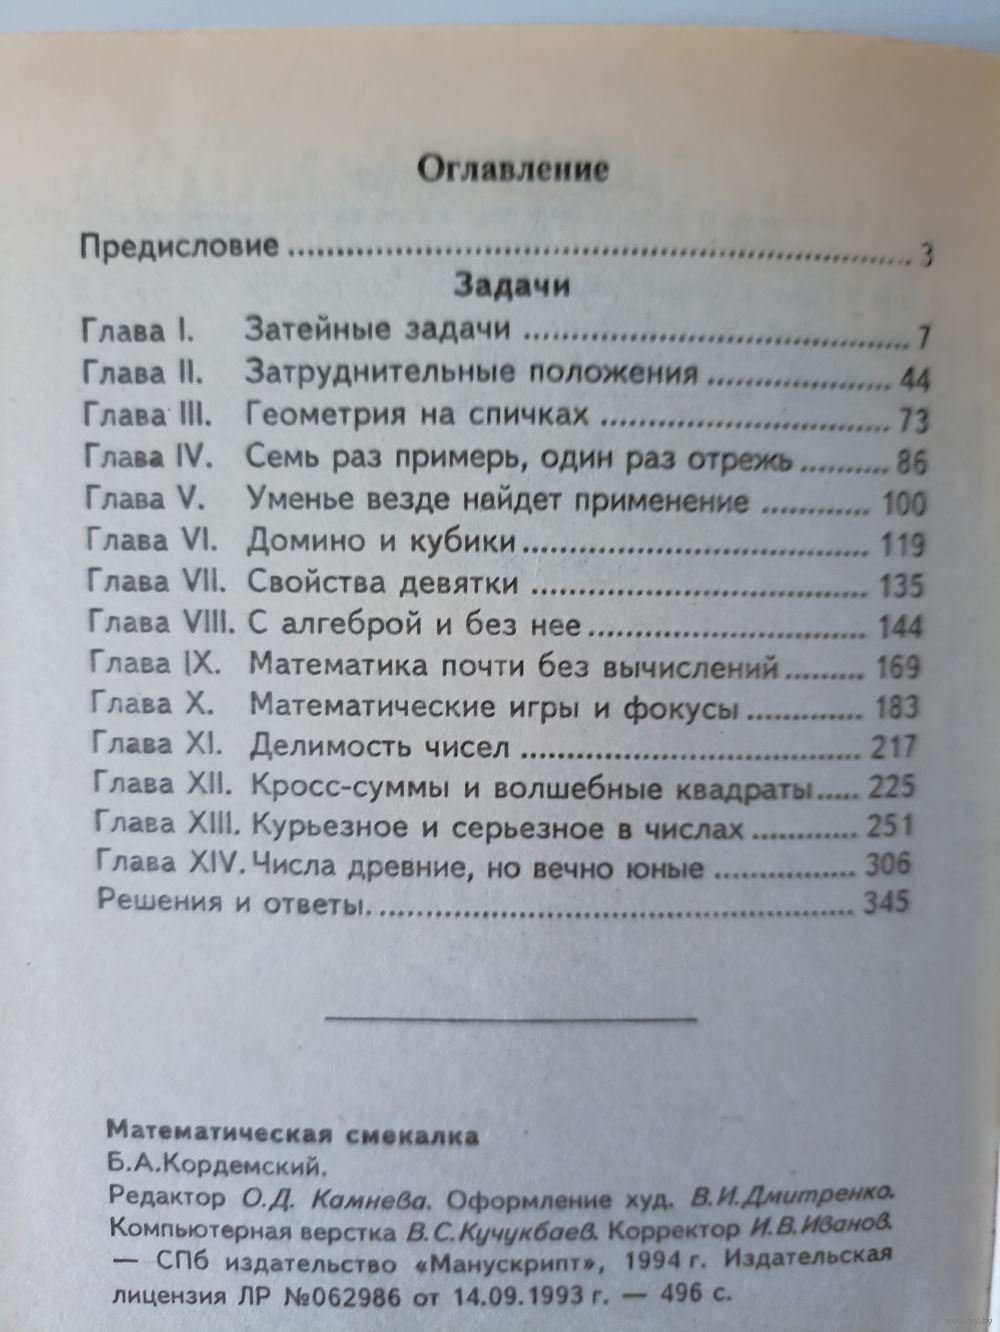 Оглавление
Предисловие ........................................................ 3
Задачи
Глава I. Затейные задачи ........................................ 7
Глава II. Затруднительные положения .................... 44
Глава III. Геометрия на спичках .............................. 73
Глава IV. Семь раз примерь, один раз отрежь .......... 86
Глава V. Уменье везде найдет применение ............ 100
Глава VI. Домино и кубики ..................................... 119
Глава VII. Свойства девятки .................................... 135
Глава VIII. С алгеброй и без нее .............................. 144
Глава IX. Математика почти без вычислений ......... 169
Глава X. Математические игры и фокусы ............. 183
Глава XI. Делимость чисел .................................... 217
Глава XII. Кросс-суммы и волшебные квадраты ..... 225
Глава XIII. Курьезное и серьезное в числах ............ 251
Глава XIV. Числа древние, но вечно юные ............... 306
Решения и ответы. .................................................. 345
Математическая смекалка
Б.А.Кордемский.
Редактор О.Д. Камнева. Оформление худ. В.И.Дмитренко.
Компьютерная верстка В.С.Кучукбаев. Корректор И.В.Иванов.
— СПб издательство «Манускрипт», 1994 г. Издательская
лицензия ЛР №062986 от 14.09.1993 г. — 496 с.